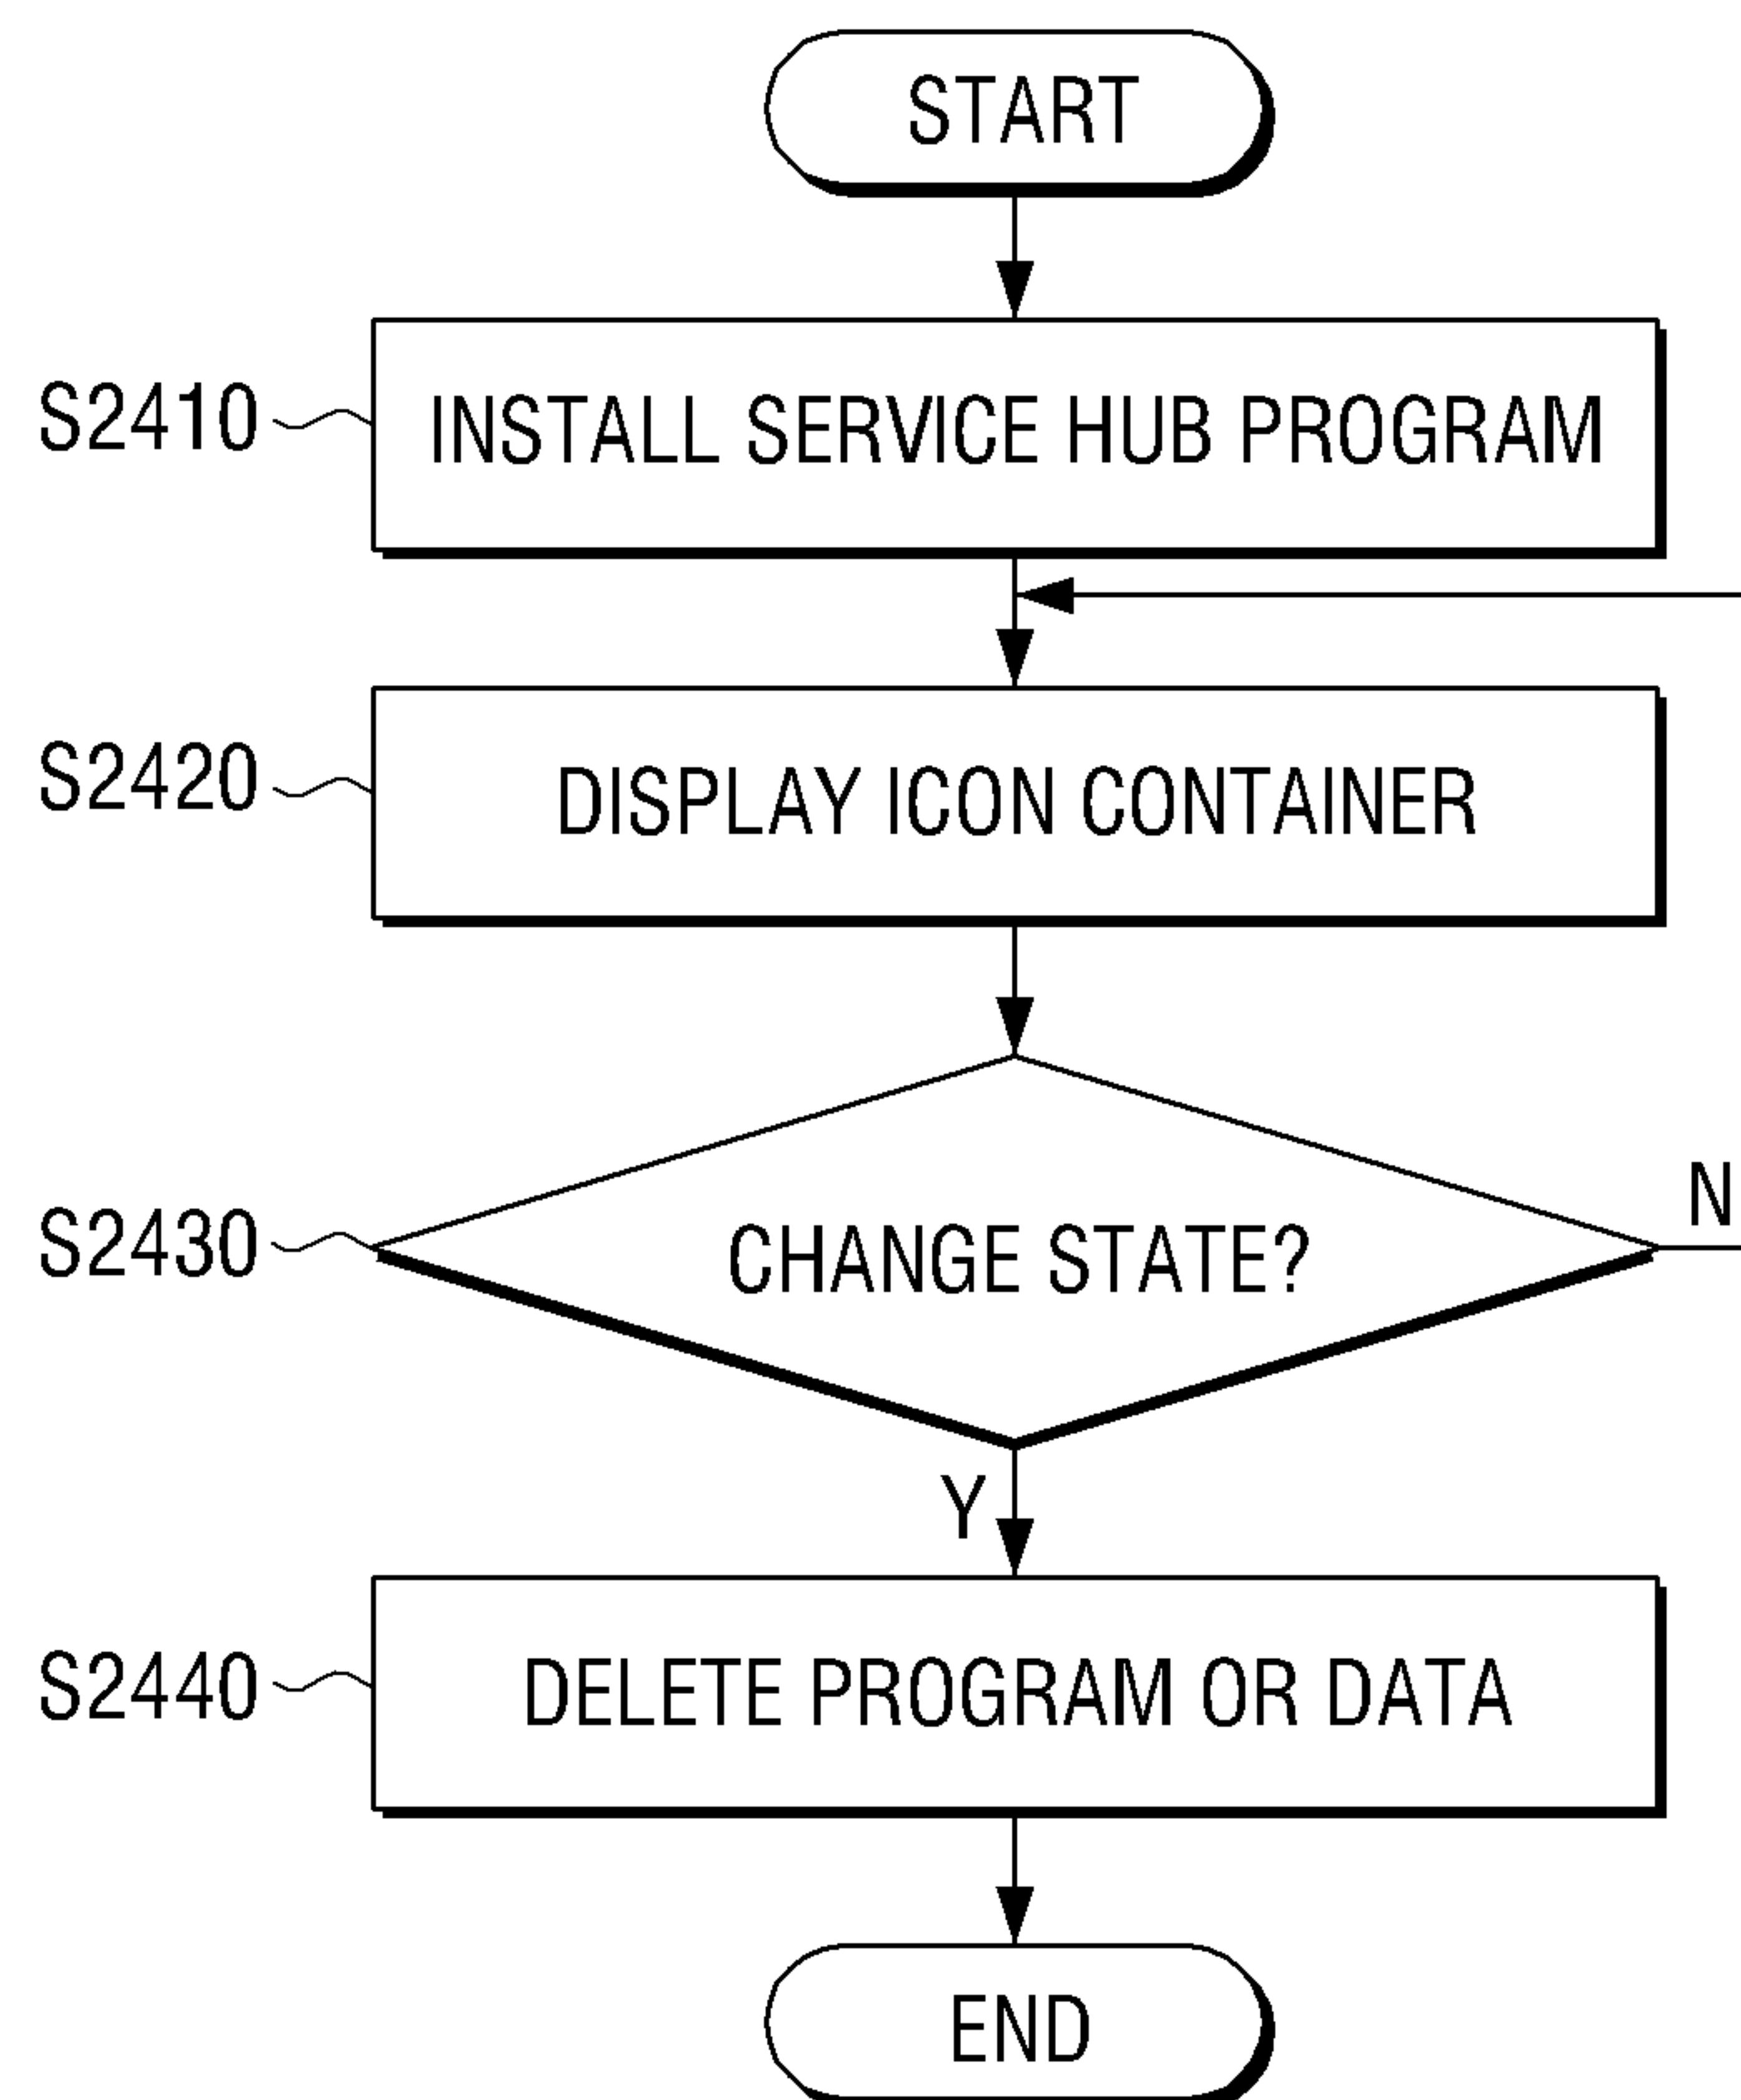 START
S2410
INSTALL SERVICE HUB PROGRAM
S2420
DISPLAY ICON CONTAINER
S2430
CHANGE STATE?
N
Y
S2440
DELETE PROGRAM OR DATA
END